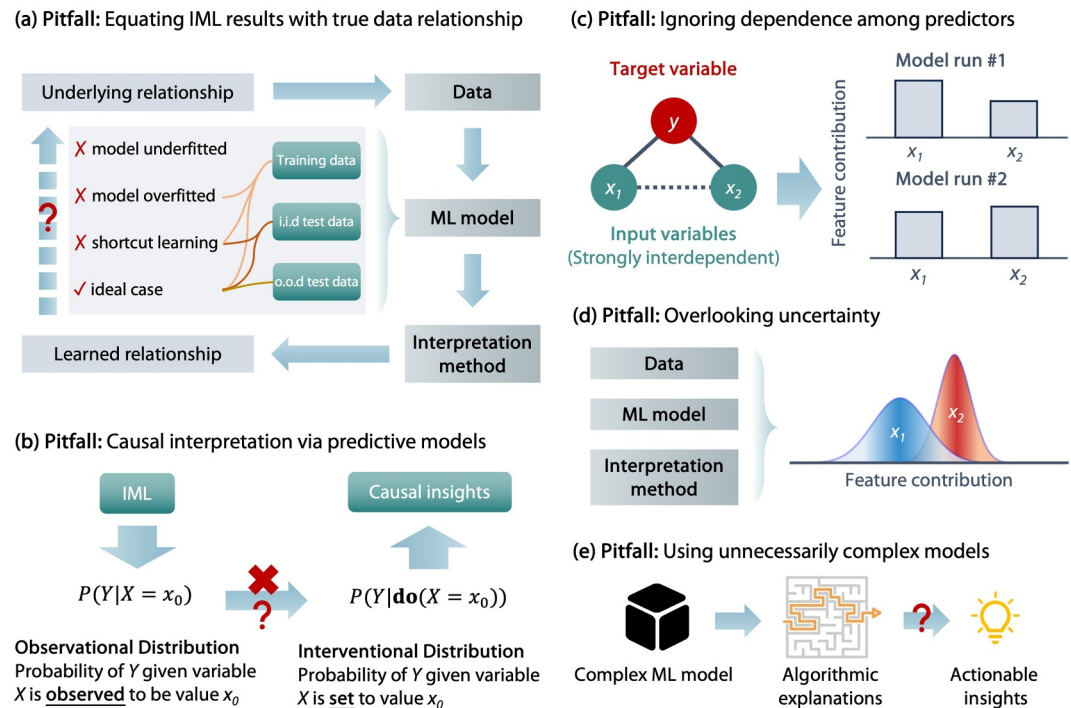 (a) Pitfall: Equating IML results with true data relationship
Underlying relationship
Data
✗ model underfitted
✗ model overfitted
✗ shortcut learning
✓ ideal case
?
Training data
i.i.d test data
o.o.d test data
ML model
Learned relationship
Interpretation
method
(b) Pitfall: Causal interpretation via predictive models
IML
Causal insights
P(Y|X = x₀)
?
P(Y|do(X = x₀))
Observational Distribution
Probability of Y given variable
X is observed to be value x₀
Interventional Distribution
Probability of Y given variable
X is set to value x₀
(c) Pitfall: Ignoring dependence among predictors
Target variable
y
x₁
x₂
Input variables
(Strongly interdependent)
Feature contribution
Model run #1
x₁
x₂
Model run #2
x₁
x₂
(d) Pitfall: Overlooking uncertainty
Data
ML model
Interpretation
method
x₁
x₂
Feature contribution
(e) Pitfall: Using unnecessarily complex models
?
Complex ML model
Algorithmic
explanations
Actionable
insights